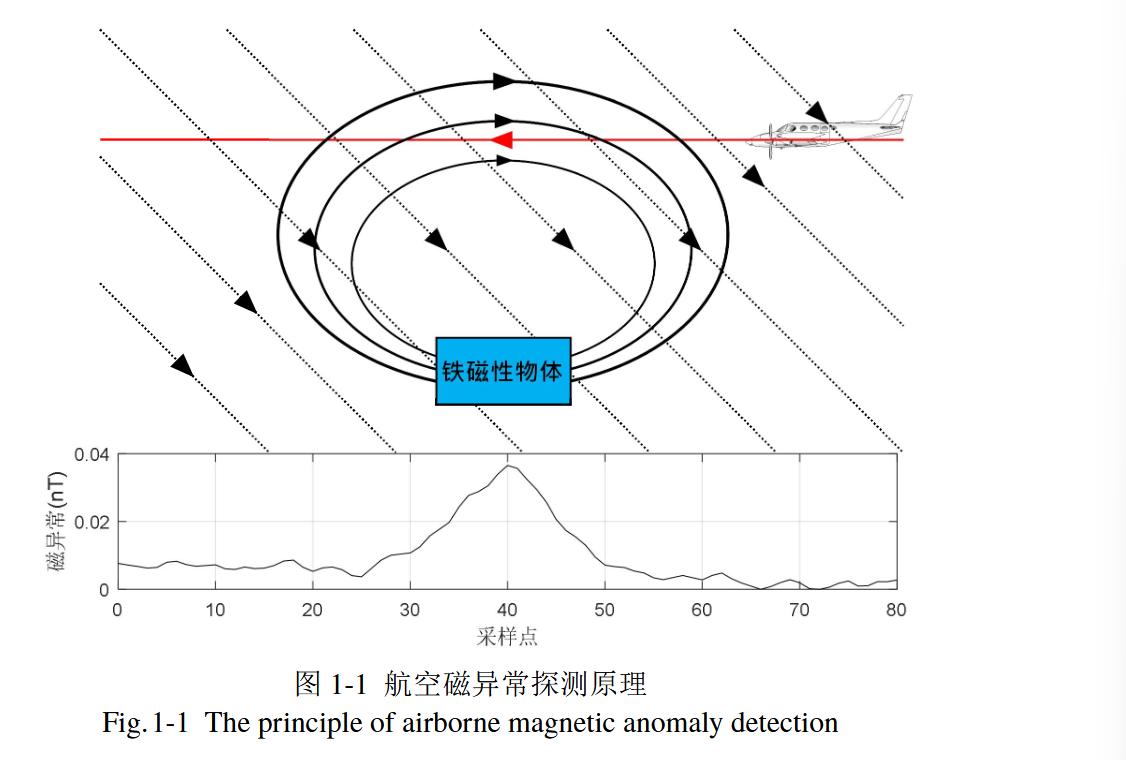 铁磁性物体
0.04
0.02
0
磁异常(nT)
0 10 20 30 40 50 60 70 80
采样点
图 1-1 航空磁异常探测原理
Fig.1-1 The principle of airborne magnetic anomaly detection